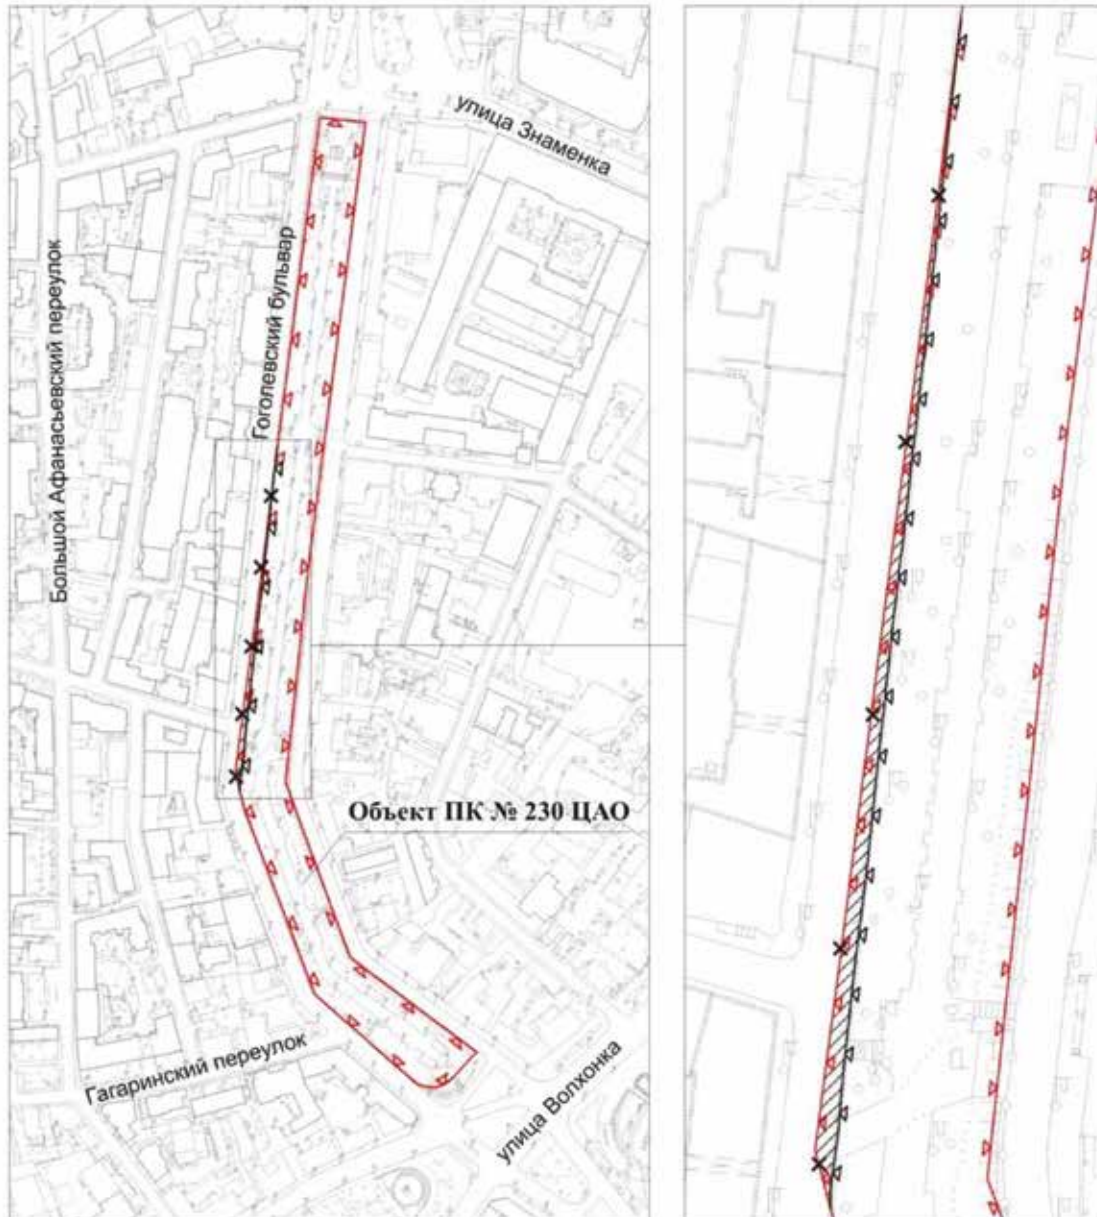 улица Знаменка
Большой Афанасьевский переулок
Гоголевский бульвар
Объект ПК № 230 ЦАО
Гагаринский переулок
улица Волхонка